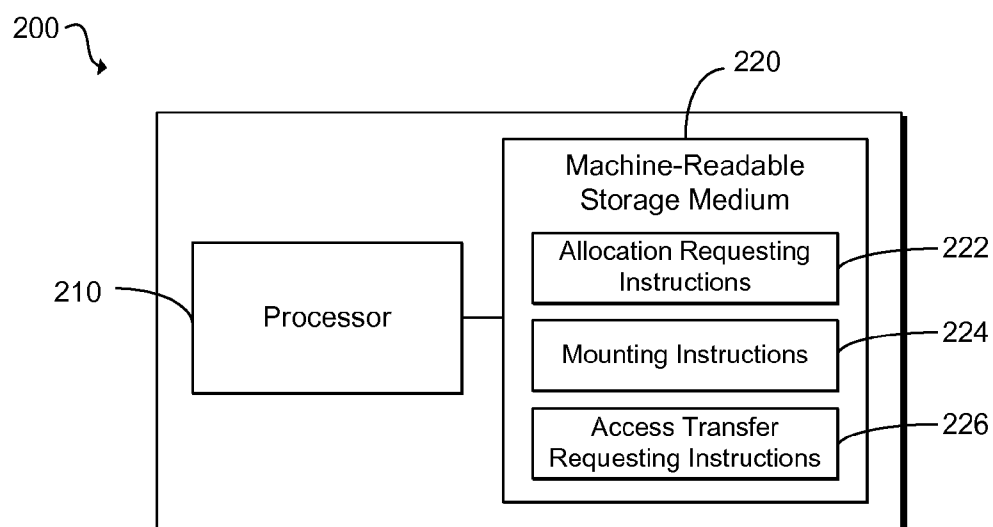 200
220
Machine-Readable
Storage Medium
Allocation Requesting
Instructions
222
210
Processor
Mounting Instructions
224
Access Transfer
Requesting Instructions
226